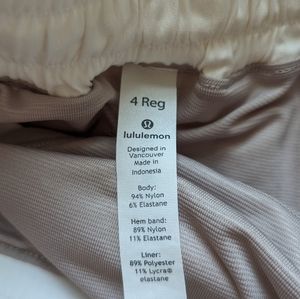 4 Reg
lululemon
Designed in
Vancouver
Made in
Indonesia
Body:
94% Nylon
6% Elastane
Hem band:
89% Nylon
11% Elastane
Liner:
89% Polyester
11% Lycra®
elastane